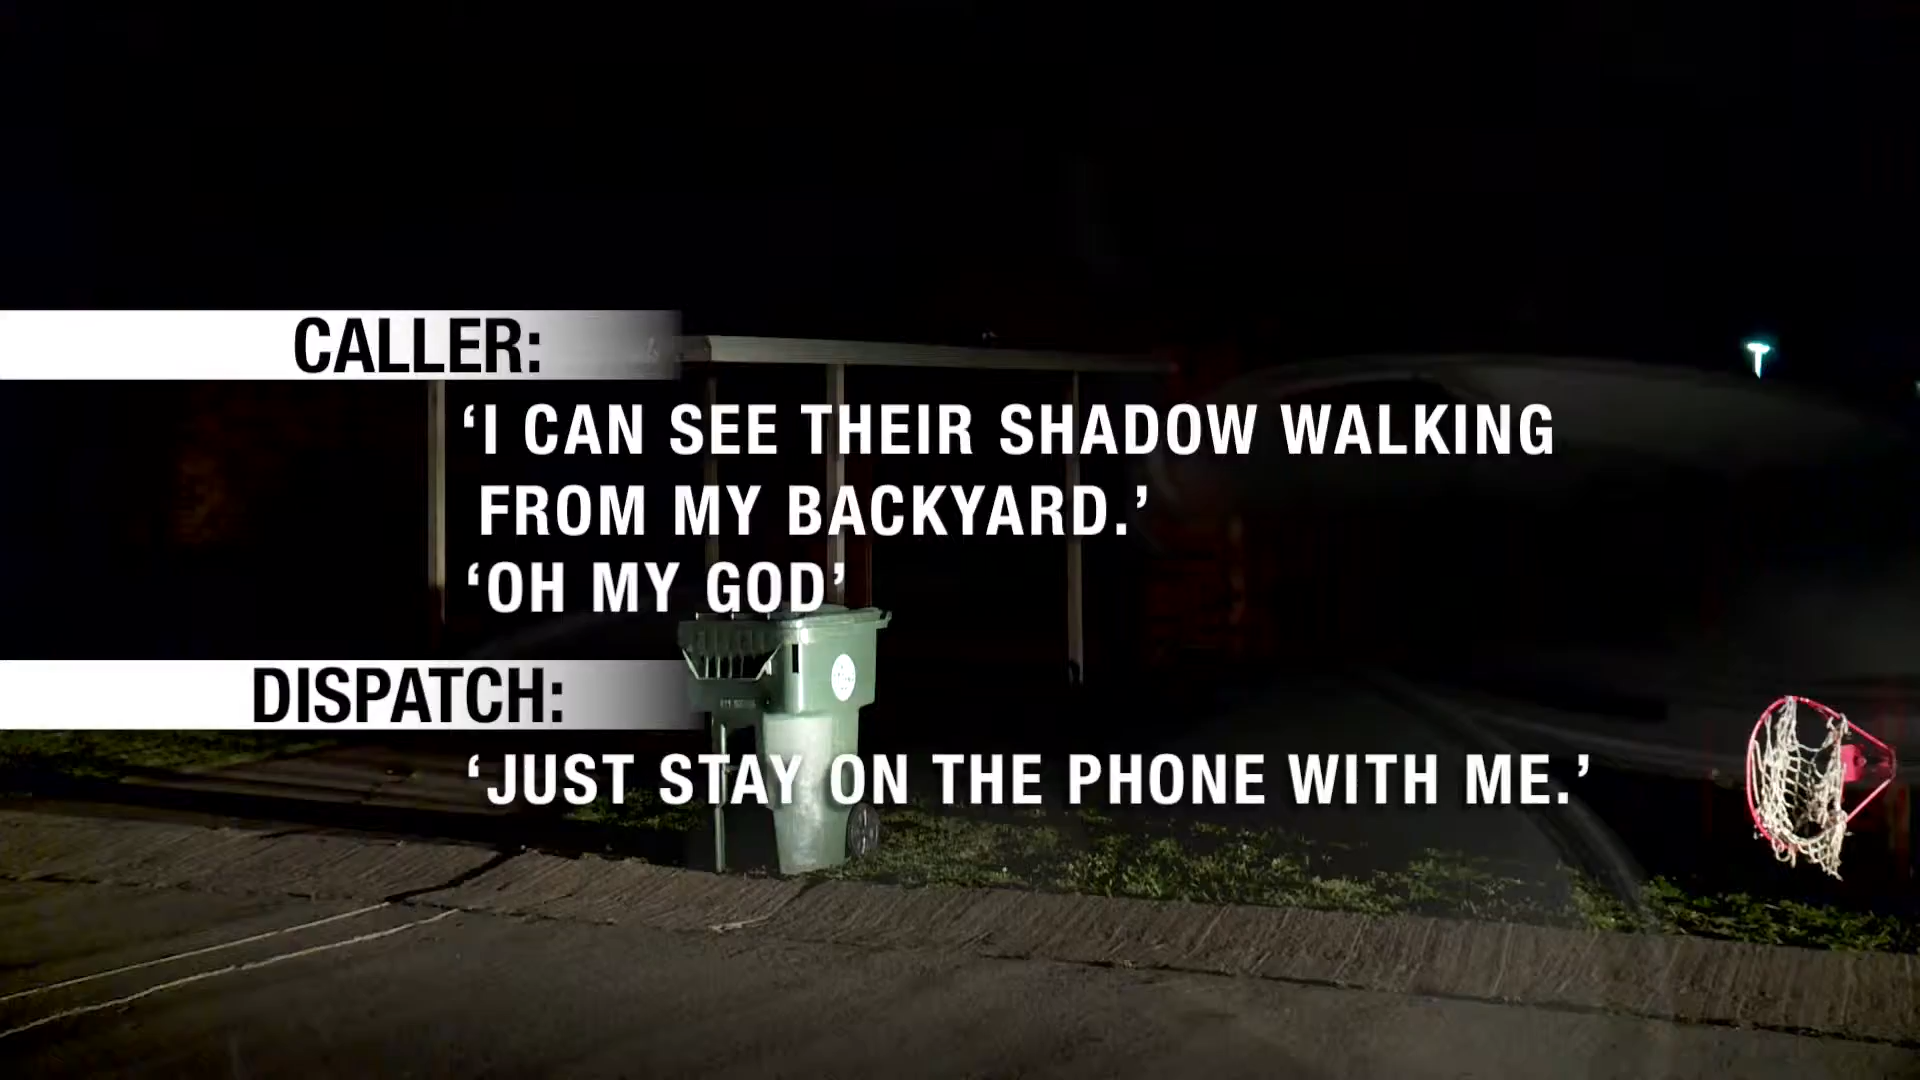 CALLER:
‘I CAN SEE THEIR SHADOW WALKING
FROM MY BACKYARD.’
‘OH MY GOD’
DISPATCH:
‘JUST STAY ON THE PHONE WITH ME.’